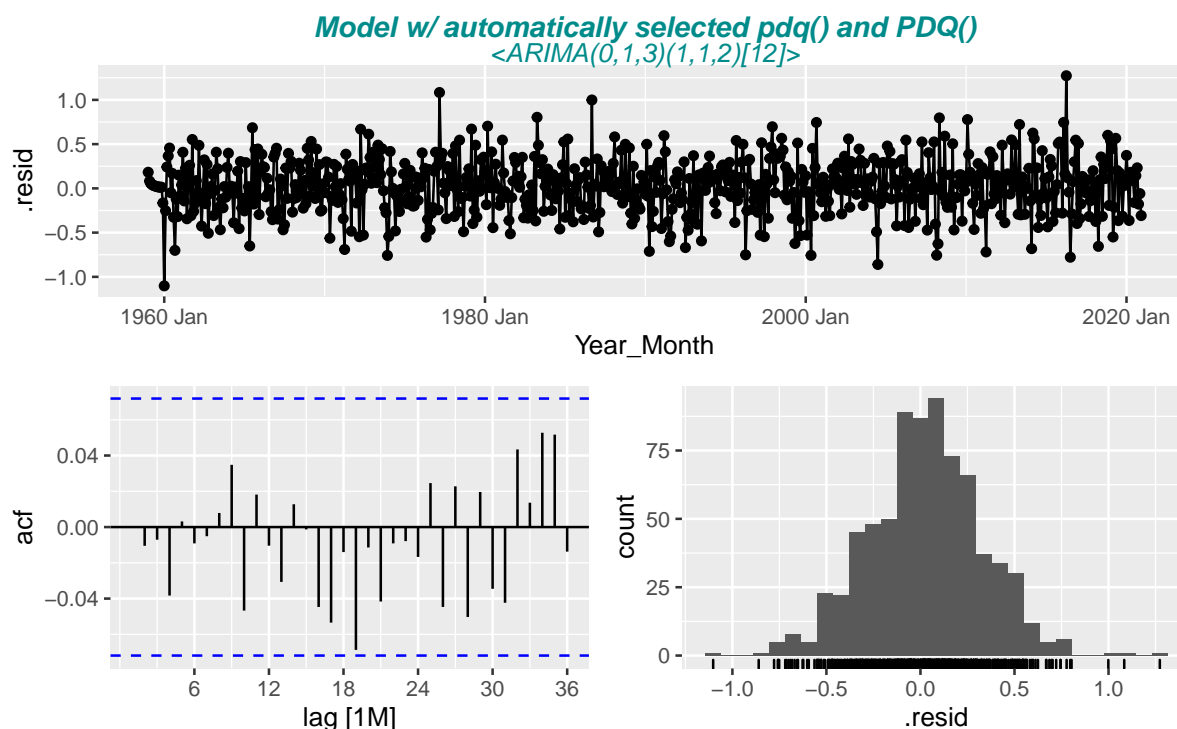 Model w/ automatically selected pdq() and PDQ()
<ARIMA(0,1,3)(1,1,2)[12]>
.resid
1.0
0.5
0.0
−0.5
−1.0
1960 Jan
1980 Jan
2000 Jan
2020 Jan
Year_Month
acf
0.04
0.00
−0.04
6
12
18
24
30
36
lag [1M]
count
75
50
25
0
−1.0
−0.5
0.0
0.5
1.0
.resid